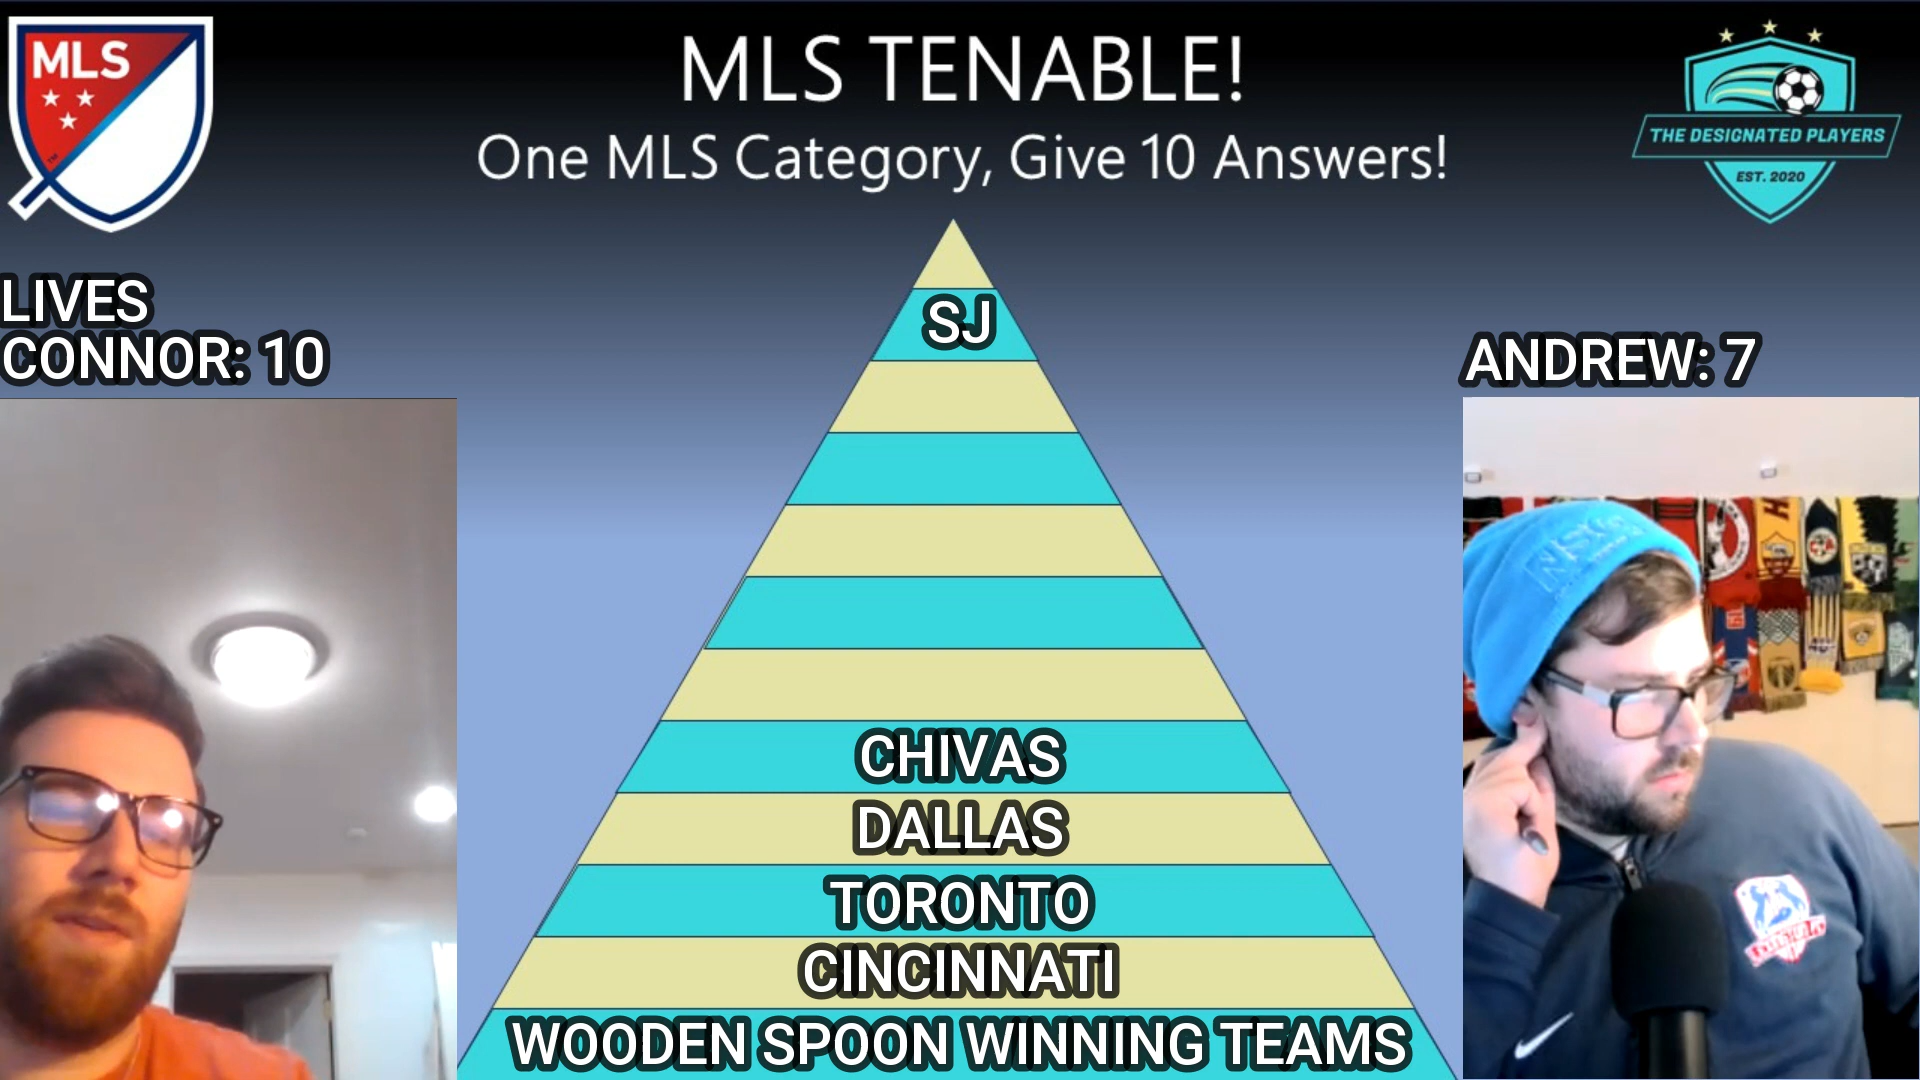 MLS
MLS TENABLE!
One MLS Category, Give 10 Answers!
THE DESIGNATED PLAYERS
EST. 2020
LIVES
CONNOR: 10
ANDREW: 7
SJ
CHIVAS
DALLAS
TORONTO
CINCINNATI
WOODEN SPOON WINNING TEAMS